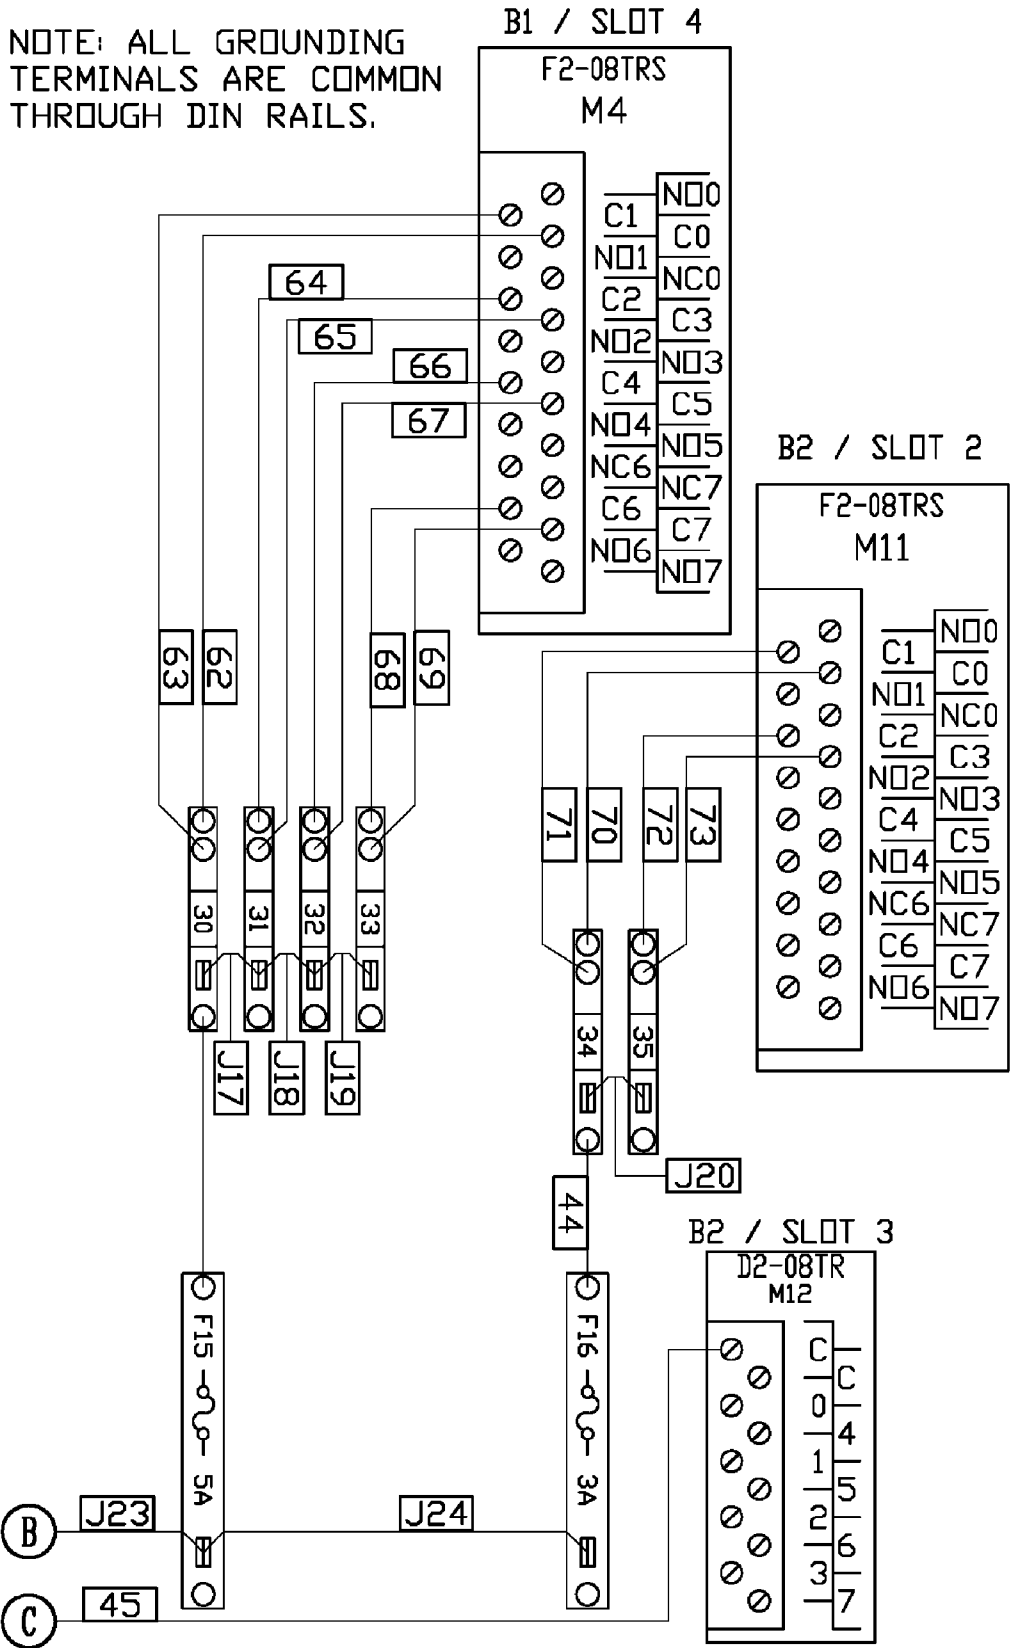 NOTE: ALL GROUNDING
TERMINALS ARE COMMON
THROUGH DIN RAILS.
B1 / SLOT 4
F2-08TRS
M4
NO0
C1
C0
NO1
NC0
C2
C3
NO2
NO3
C4
C5
NO4
NO5
NC6
NC7
C6
C7
NO6
NO7
64
65
66
67
63
62
68
69
B2 / SLOT 2
F2-08TRS
M11
NO0
C1
C0
NO1
NC0
C2
C3
NO2
NO3
C4
C5
NO4
NO5
NC6
NC7
C6
C7
NO6
NO7
71
70
72
73
30
31
32
33
34
35
J17
J18
J19
J20
44
B2 / SLOT 3
D2-08TR
M12
C
C
0
4
1
5
2
6
3
7
F15
5A
F16
3A
B
J23
J24
C
45